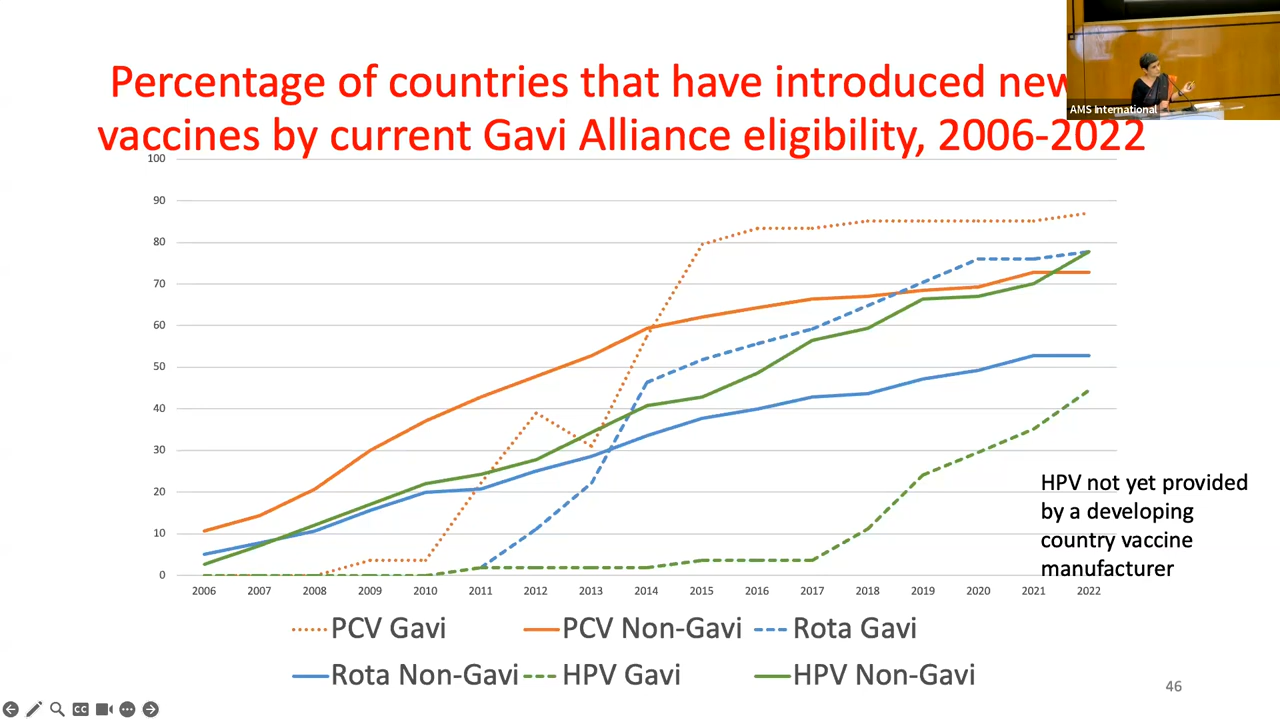 Percentage of countries that have introduced new
vaccines by current Gavi Alliance eligibility, 2006-2022
AMS International
100
90
80
70
60
50
40
30
20
10
0
2006 2007 2008 2009 2010 2011 2012 2013 2014 2015 2016 2017 2018 2019 2020 2021 2022
HPV not yet provided
by a developing
country vaccine
manufacturer
PCV Gavi PCV Non-Gavi Rota Gavi
Rota Non-Gavi HPV Gavi HPV Non-Gavi
46
CC